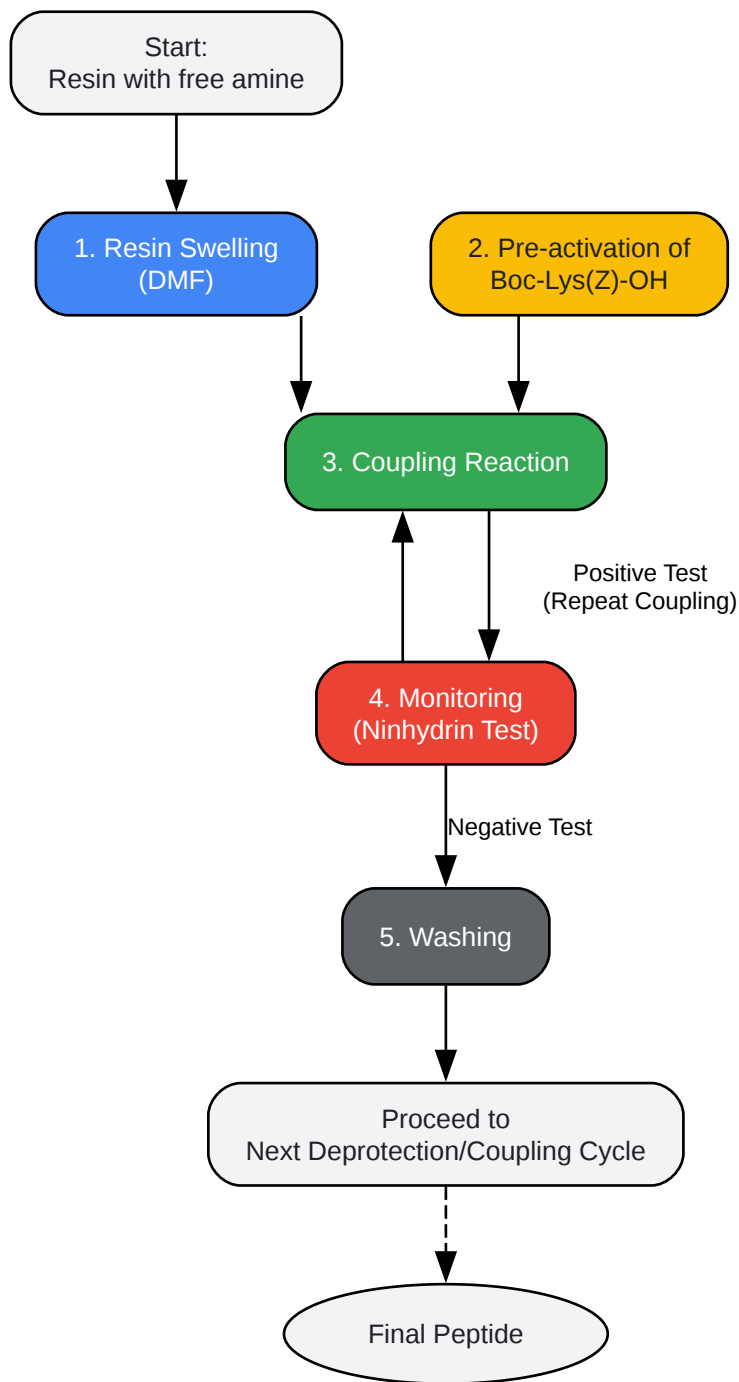 Start:
Resin with free amine
1. Resin Swelling
(DMF)
2. Pre-activation of
Boc-Lys(Z)-OH
3. Coupling Reaction
Positive Test
(Repeat Coupling)
4. Monitoring
(Ninhydrin Test)
Negative Test
5. Washing
Proceed to
Next Deprotection/Coupling Cycle
Final Peptide